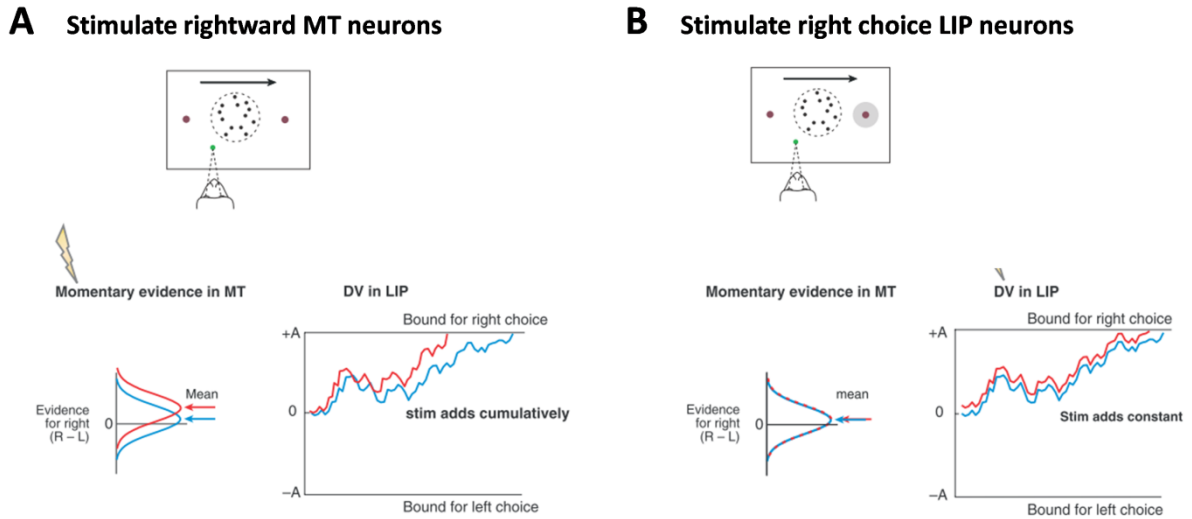 A Stimulate rightward MT neurons
Momentary evidence in MT
DV in LIP
Bound for right choice
+A
Mean
Evidence
for right
(R – L)
0
0
stim adds cumulatively
–A
Bound for left choice
B Stimulate right choice LIP neurons
Momentary evidence in MT
DV in LIP
Bound for right choice
+A
mean
Evidence
for right
(R – L)
0
0
Stim adds constant
–A
Bound for left choice